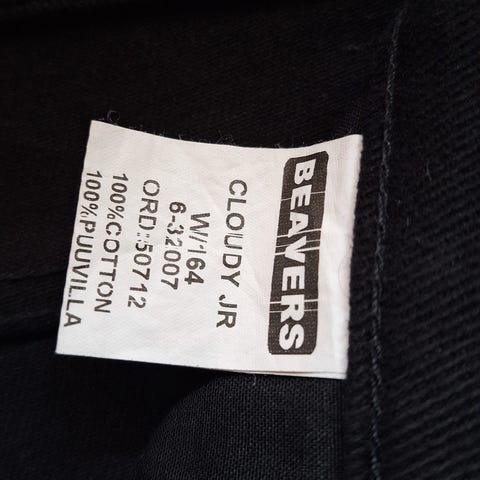 BEAVERS
CLOUDY JR
W/164
6-32007
ORD.:50712
100%COTTON
100%PUUVILLA